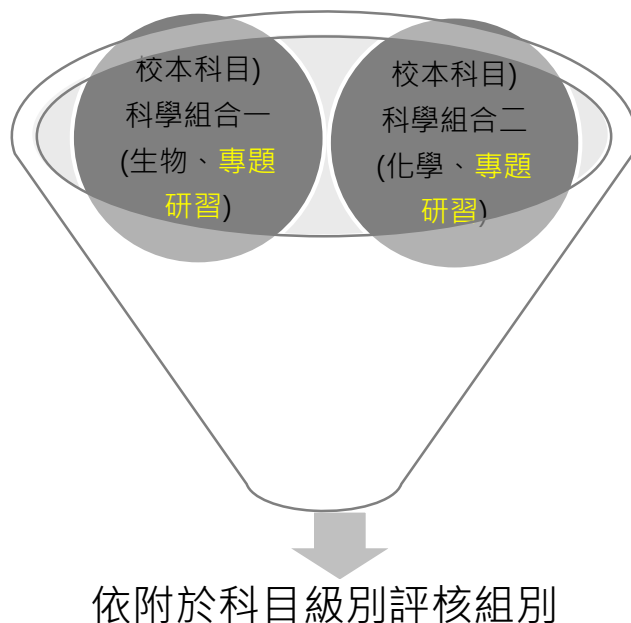 校本科目)
科學組合一
(生物、專題
研習)
校本科目)
科學組合二
(化學、專題
研習)
依附於科目級別評核組別